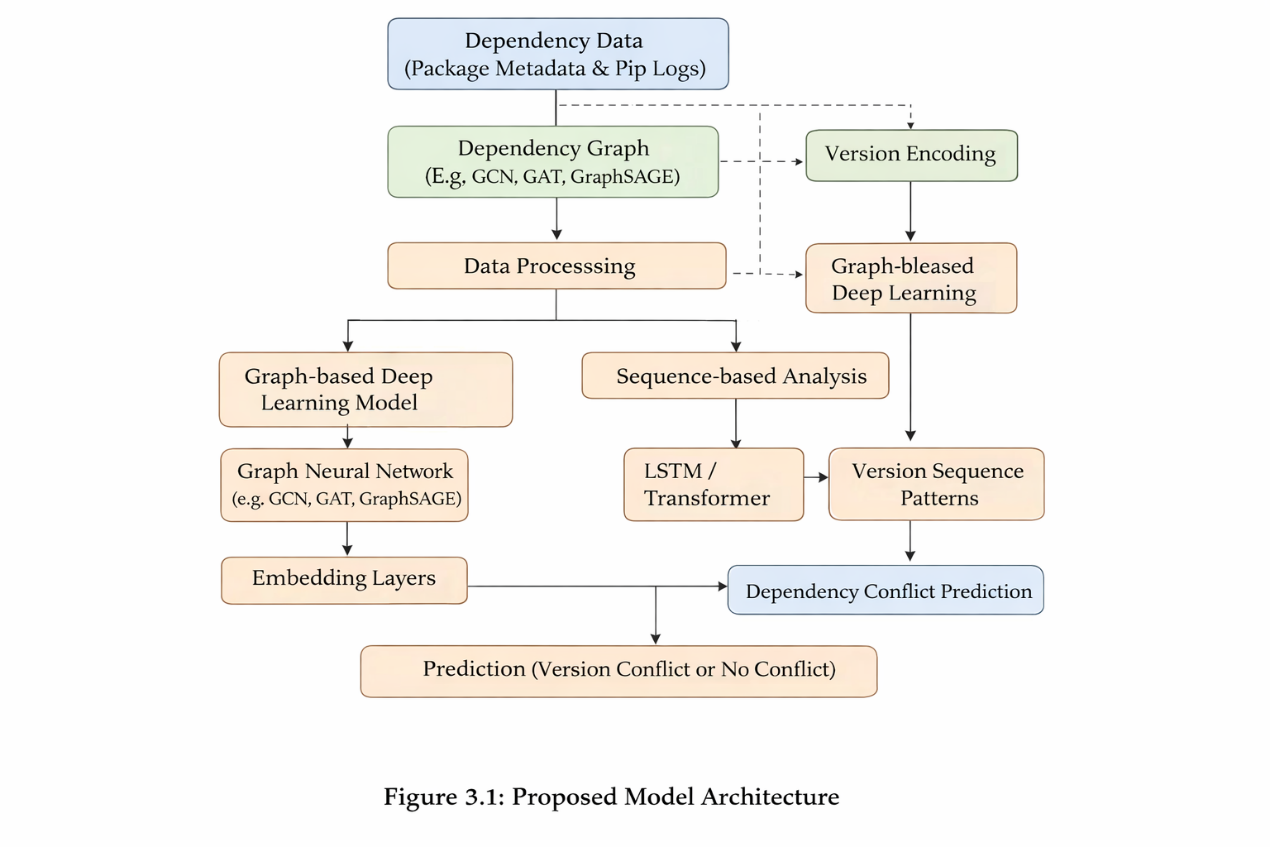 Dependency Data
(Package Metadata & Pip Logs)
Dependency Graph
(E.g, GCN, GAT, GraphSAGE)
Version Encoding
Data Processsing
Graph-bleased
Deep Learning
Graph-based Deep
Learning Model
Sequence-based Analysis
Graph Neural Network
(e.g. GCN, GAT, GraphSAGE)
LSTM /
Transformer
Version Sequence
Patterns
Embedding Layers
Dependency Conflict Prediction
Prediction (Version Conflict or No Conflict)
Figure 3.1: Proposed Model Architecture